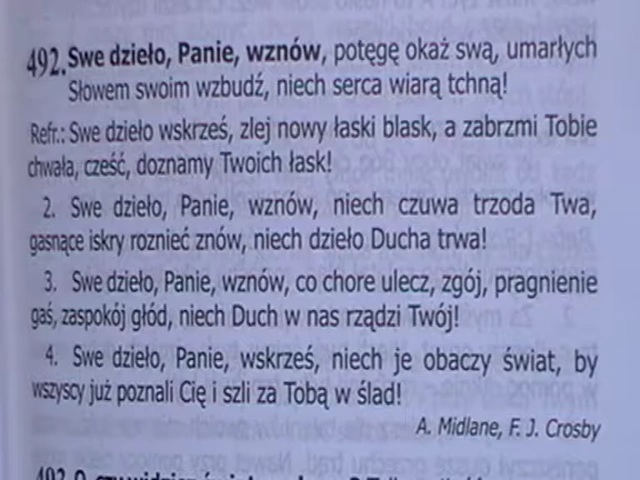 492. Swe dzieło, Panie, wznów, potęgę okaż swą, umarłych
Słowem swoim wzbudź, niech serca wiarą tchną!
Refr.: Swe dzieło wskrześ, zlej nowy łaski blask, a zabrzmi Tobie
chwała, cześć, doznamy Twoich łask!
2. Swe dzieło, Panie, wznów, niech czuwa trzoda Twa,
gasnące iskry roznieć znów, niech dzieło Ducha trwa!
3. Swe dzieło, Panie, wznów, co chore ulecz, zgój, pragnienie
gaś, zaspokój głód, niech Duch w nas rządzi Twój!
4. Swe dzieło, Panie, wskrześ, niech je obaczy świat, by
wszyscy już poznali Cię i szli za Tobą w ślad!
A. Midlane, F. J. Crosby